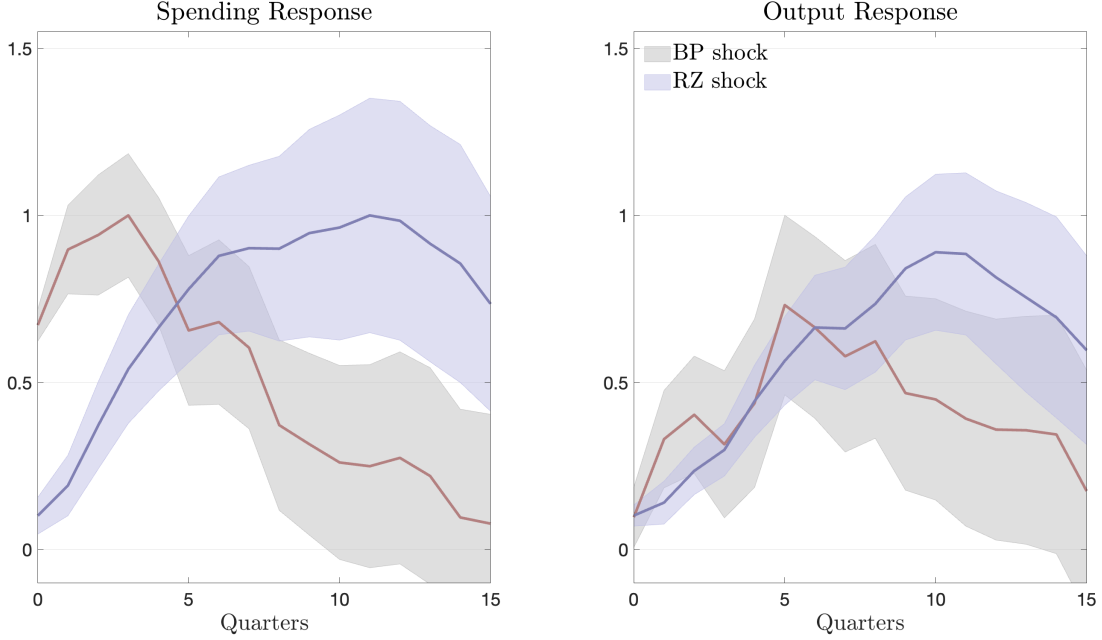 Spending Response
1.5
1
0.5
0
0 5 10 15
Quarters
Output Response
BP shock
RZ shock
1.5
1
0.5
0
0 5 10 15
Quarters